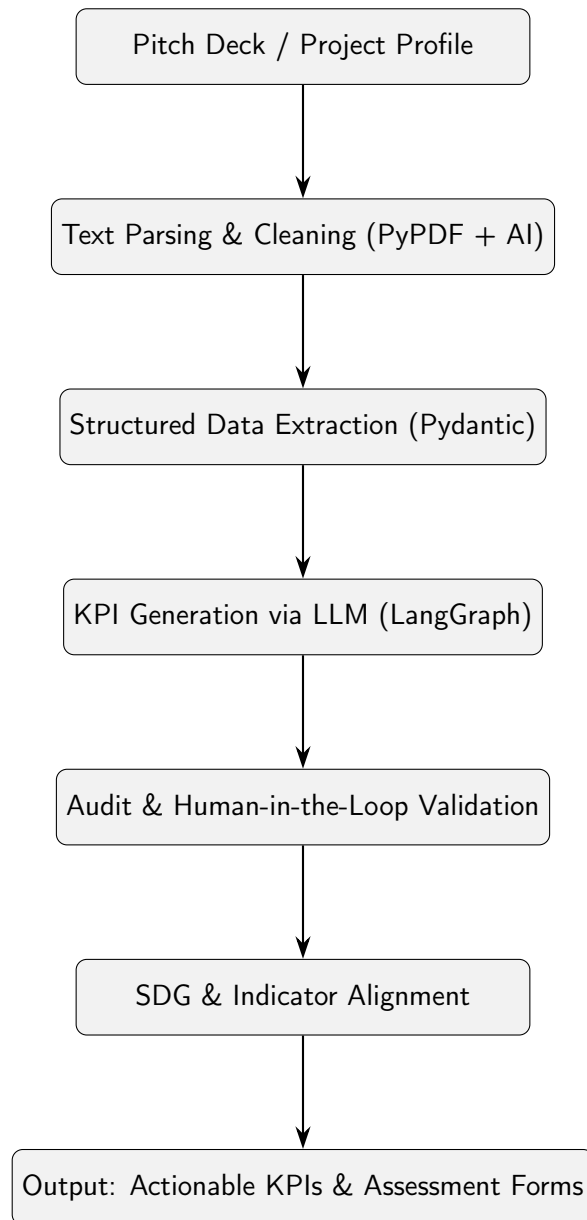 Pitch Deck / Project Profile
Text Parsing & Cleaning (PyPDF + AI)
Structured Data Extraction (Pydantic)
KPI Generation via LLM (LangGraph)
Audit & Human-in-the-Loop Validation
SDG & Indicator Alignment
Output: Actionable KPIs & Assessment Forms